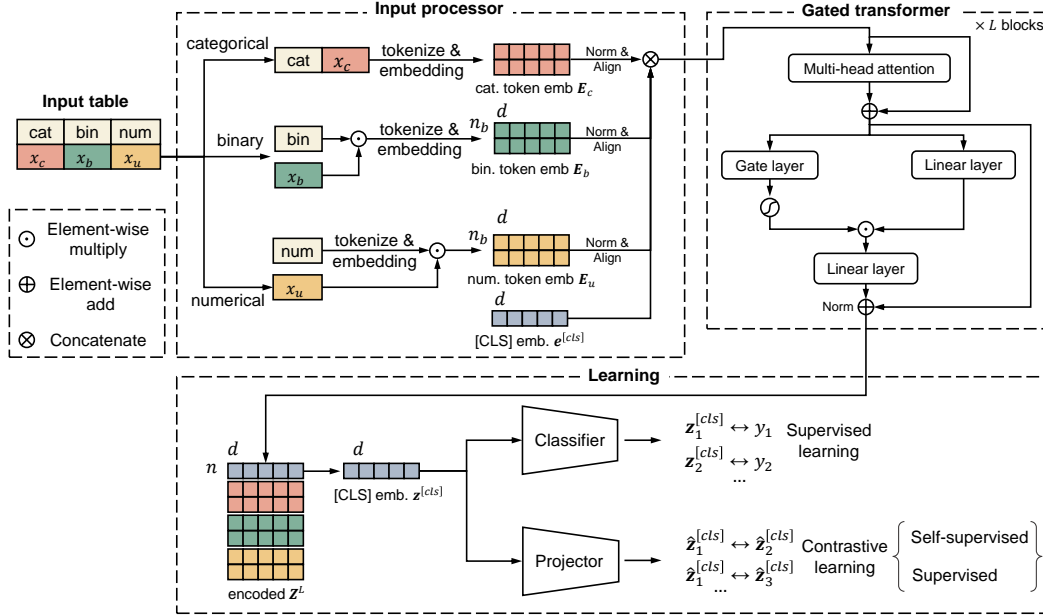 Input processor
Gated transformer
× L blocks
categorical
cat
x_c
tokenize &
embedding
Norm &
Align
cat. token emb E_c
Multi-head attention
Input table
cat bin num
x_c x_b x_u
binary
bin
x_b
tokenize &
embedding
n_b
d
Norm &
Align
bin. token emb E_b
Gate layer
Linear layer
Element-wise
multiply
Element-wise
add
Concatenate
numerical
num
x_u
tokenize &
embedding
n_b
d
Norm &
Align
num. token emb E_u
d
[CLS] emb. e^[cls]
Linear layer
Norm
Learning
d
n
encoded Z^L
d
[CLS] emb. z^[cls]
Classifier
z_1^[cls] ↔ y_1
z_2^[cls] ↔ y_2
...
Supervised
learning
Projector
ẑ_1^[cls] ↔ ẑ_2^[cls]
ẑ_1^[cls] ↔ ẑ_3^[cls]
...
Contrastive
learning
Self-supervised
Supervised